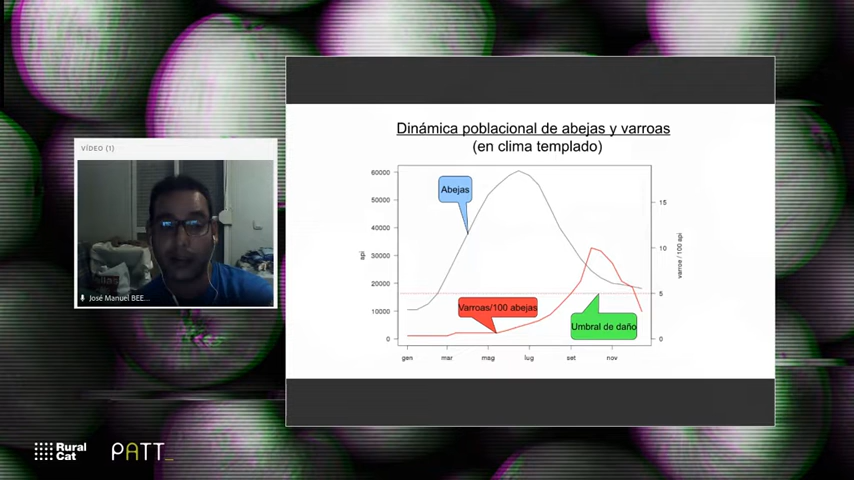 VÍDEO (1)
José Manuel BEE...
Dinámica poblacional de abejas y varroas
(en clima templado)
60000
50000
40000
30000
20000
10000
0
api
15
10
5
0
varroe / 100 api
gen
mar
msg
lug
set
nov
Abejas
Varroas/100 abejas
Umbral de daño
Rural
Cat
PATT_